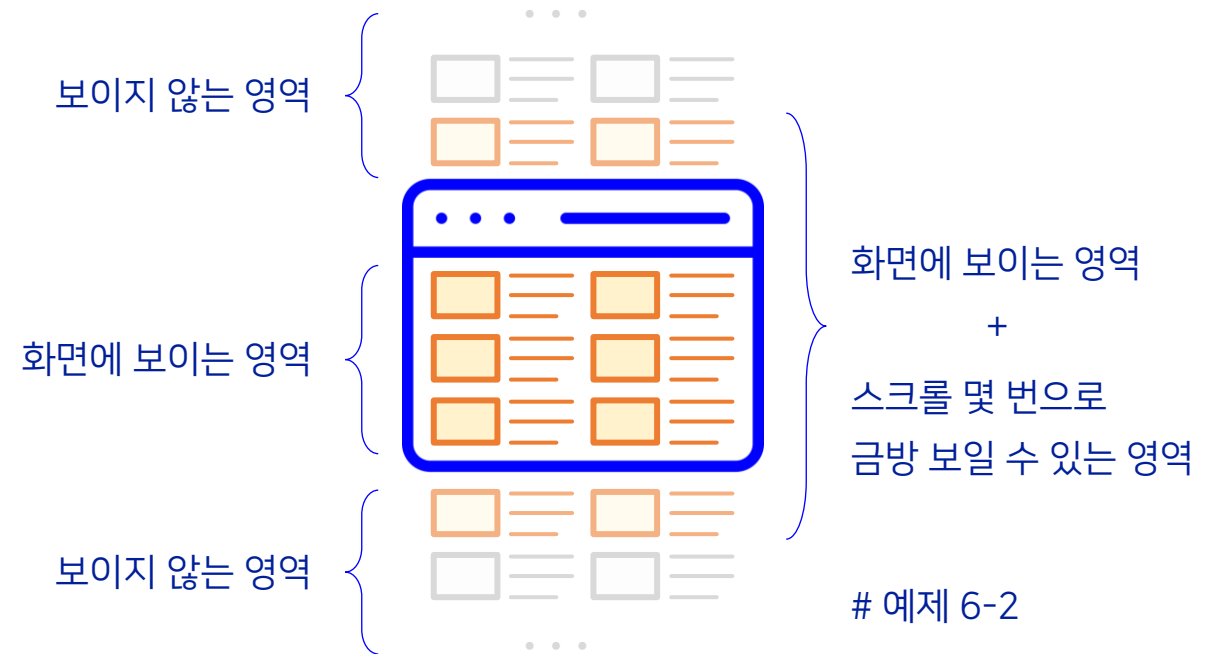 보이지 않는 영역
화면에 보이는 영역
보이지 않는 영역
화면에 보이는 영역
+
스크롤 몇 번으로
금방 보일 수 있는 영역
# 예제 6-2